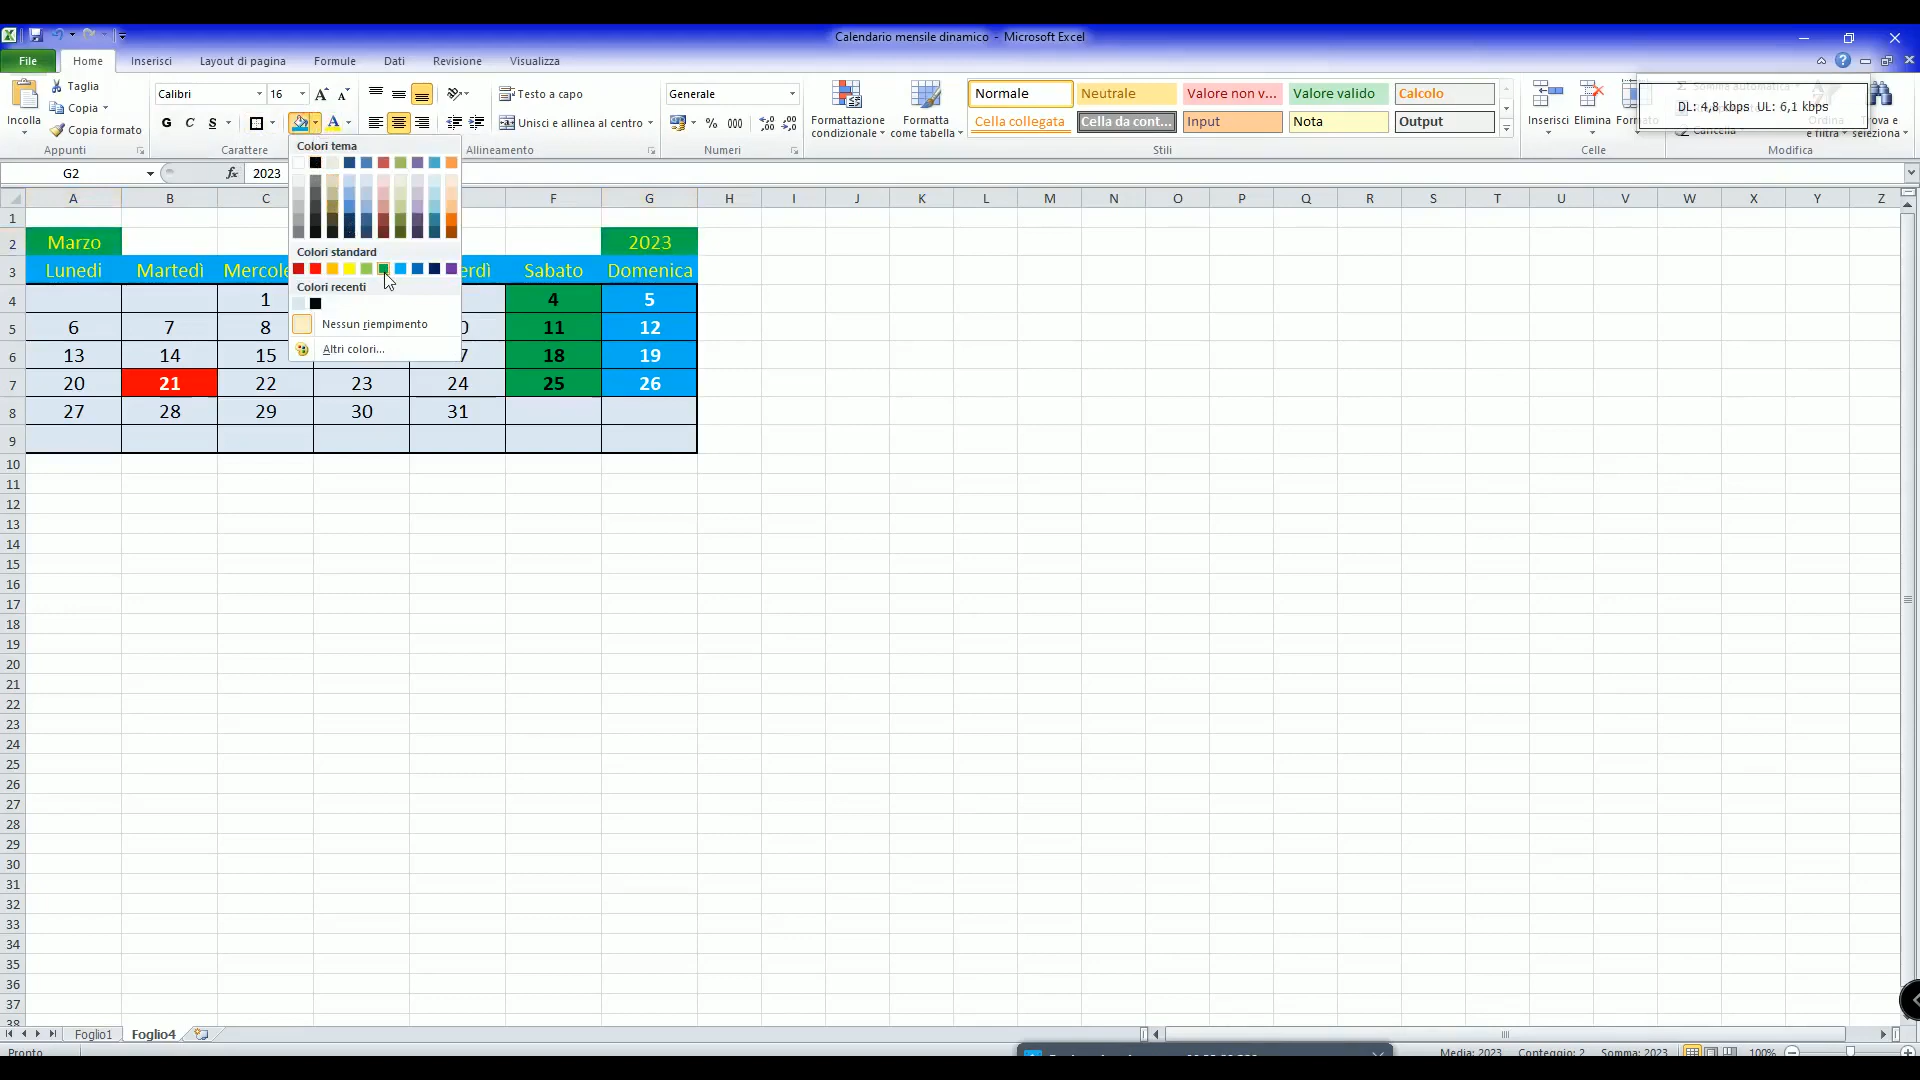 Calendario mensile dinamico - Microsoft Excel
File Home Inserisci Layout di pagina Formule Dati Revisione Visualizza
Incolla
Taglia
Copia
Copia formato
Appunti
Calibri 16
G C S
Carattere
Testo a capo
Unisci e allinea al centro
Allineamento
Generale
% 000
Numeri
Formattazione condizionale
Formatta come tabella
Normale Neutrale Valore non v... Valore valido Calcolo
Cella collegata Cella da cont... Input Nota Output
Stili
Inserisci Elimina
Celle
DL: 4,8 kbps UL: 6,1 kbps
Trova e seleziona
Modifica
G2 fx 2023
Colori tema
Colori standard
Colori recenti
Nessun riempimento
Altri colori...
A B C F G H I J K L M N O P Q R S T U V W X Y Z
1
2 Marzo 2023
3 Lunedì Martedì Mercole erdì Sabato Domenica
4 1 4 5
5 6 7 8 0 11 12
6 13 14 15 7 18 19
7 20 21 22 23 24 25 26
8 27 28 29 30 31
9
10
11
12
13
14
15
16
17
18
19
20
21
22
23
24
25
26
27
28
29
30
31
32
33
34
35
36
37
38
Foglio1 Foglio4
Pronto Media: 2023 Conteggio: 2 Somma: 2023 100%